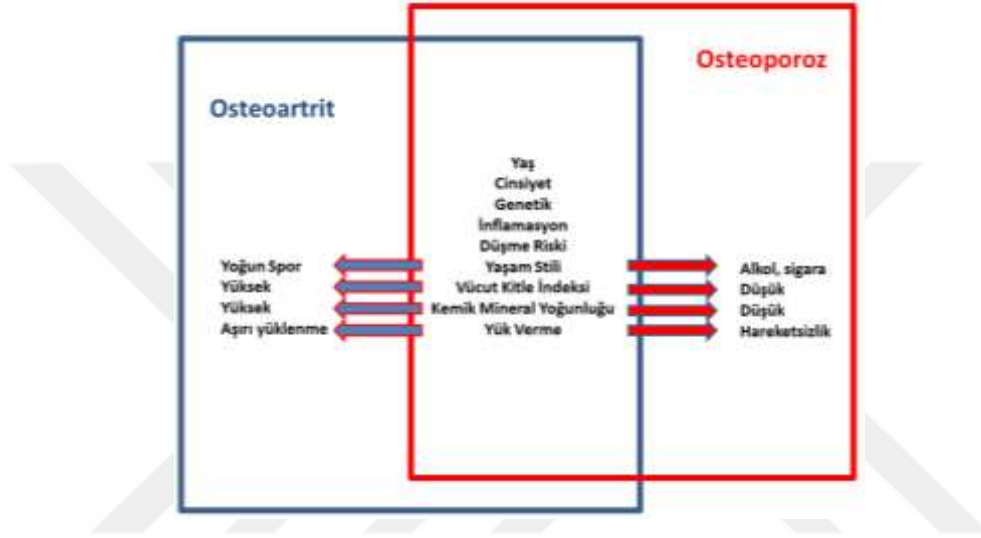 Osteoporoz
Osteoartrit
Yaş
Cinsiyet
Genetik
İnflamasyon
Düşme Riski
Yoğun Spor Yaşam Stili Alkol, sigara
Yüksek Vücut Kitle İndeksi Düşük
Yüksek Kemik Mineral Yoğunluğu Düşük
Aşırı yüklenme Yük Verme Hareketsizlik